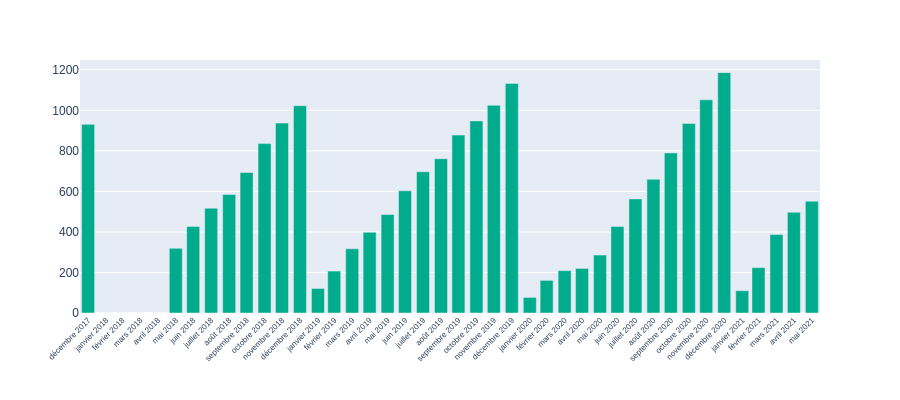 1200
1000
800
600
400
200
0
décembre 2017
janvier 2018
février 2018
mars 2018
avril 2018
mai 2018
juin 2018
juillet 2018
août 2018
septembre 2018
octobre 2018
novembre 2018
décembre 2018
janvier 2019
février 2019
mars 2019
avril 2019
mai 2019
juin 2019
juillet 2019
août 2019
septembre 2019
octobre 2019
novembre 2019
décembre 2019
janvier 2020
février 2020
mars 2020
avril 2020
mai 2020
juin 2020
juillet 2020
août 2020
septembre 2020
octobre 2020
novembre 2020
décembre 2020
janvier 2021
février 2021
mars 2021
avril 2021
mai 2021